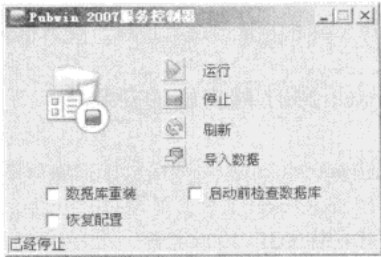 Pubwin 2007服务控制器
运行
停止
刷新
导入数据
数据库重装 启动前检查数据库
恢复配置
已经停止